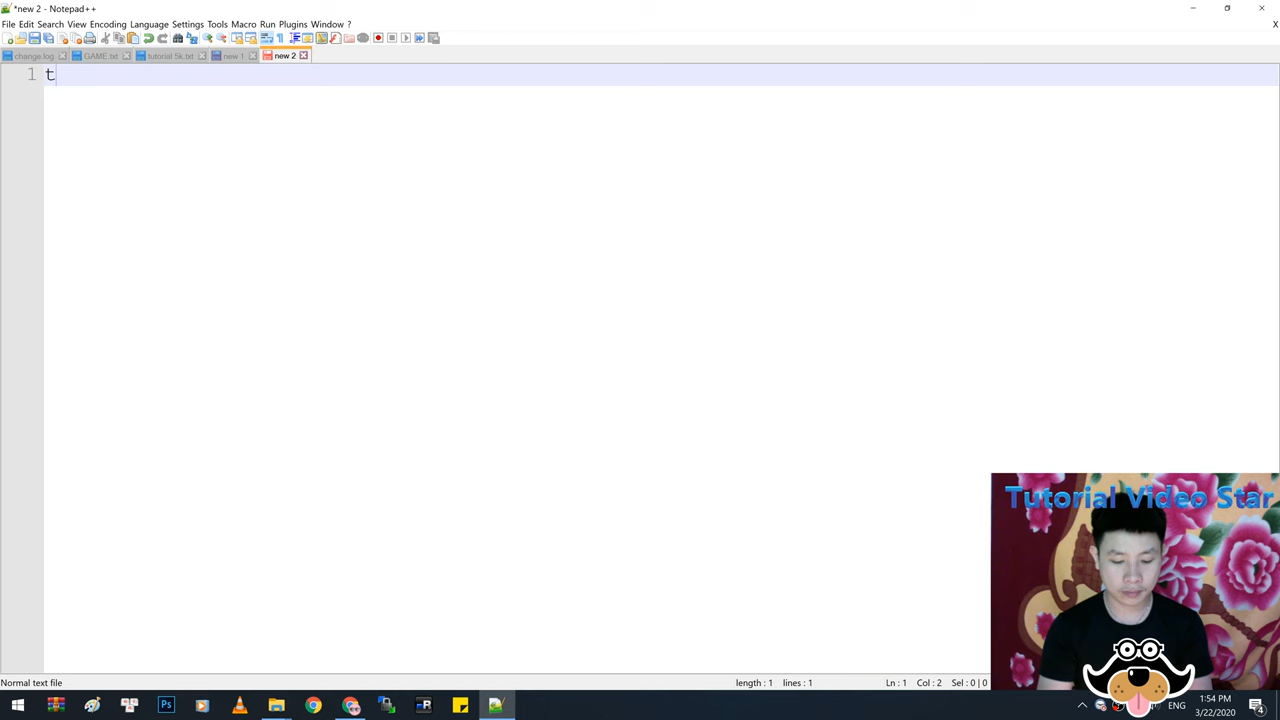 *new 2 - Notepad++
File Edit Search View Encoding Language Settings Tools Macro Run Plugins Window ?
X
change.log GAME.txt tutorial 5k.txt new 1 new 2
1 t
Tutorial Video Star
Normal text file length : 1 lines : 1 Ln : 1 Col : 2 Sel : 0 | 0
Ps
ENG
1:54 PM
3/22/2020
4